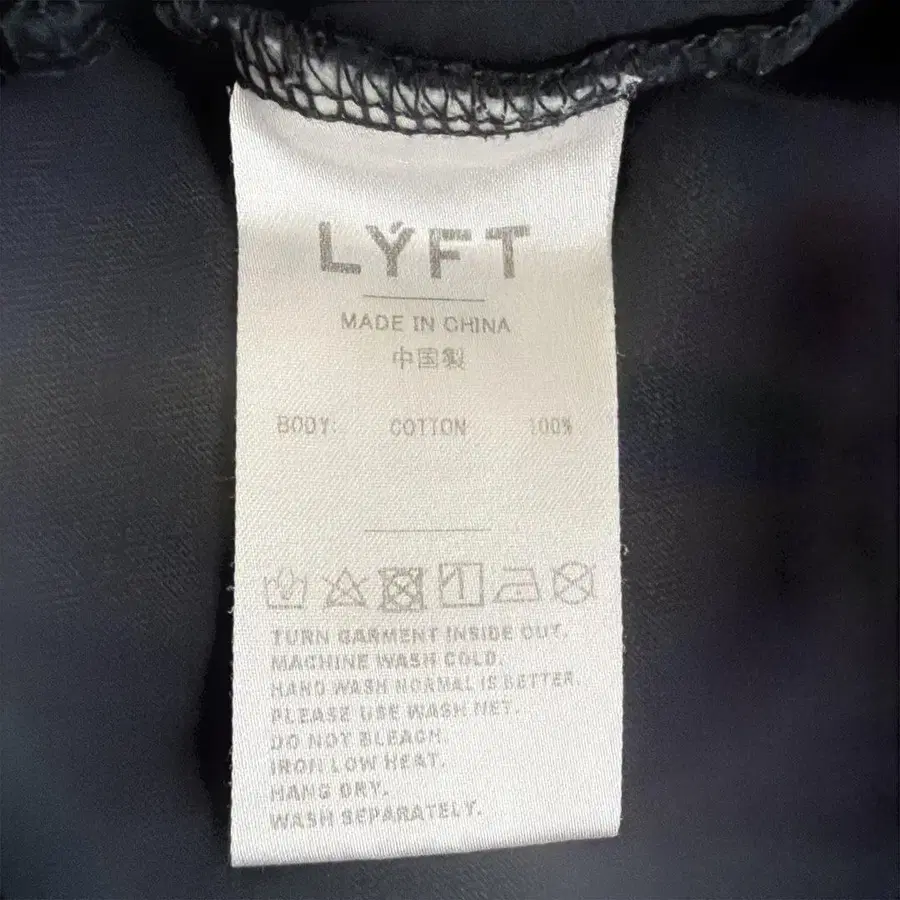 LÝFT
MADE IN CHINA
中国製
BODY: COTTON 100%
TURN GARMENT INSIDE OUT.
MACHINE WASH COLD.
HAND WASH NORMAL IS BETTER.
PLEASE USE WASH NET.
DO NOT BLEACH.
IRON LOW HEAT.
HANG DRY.
WASH SEPARATELY.